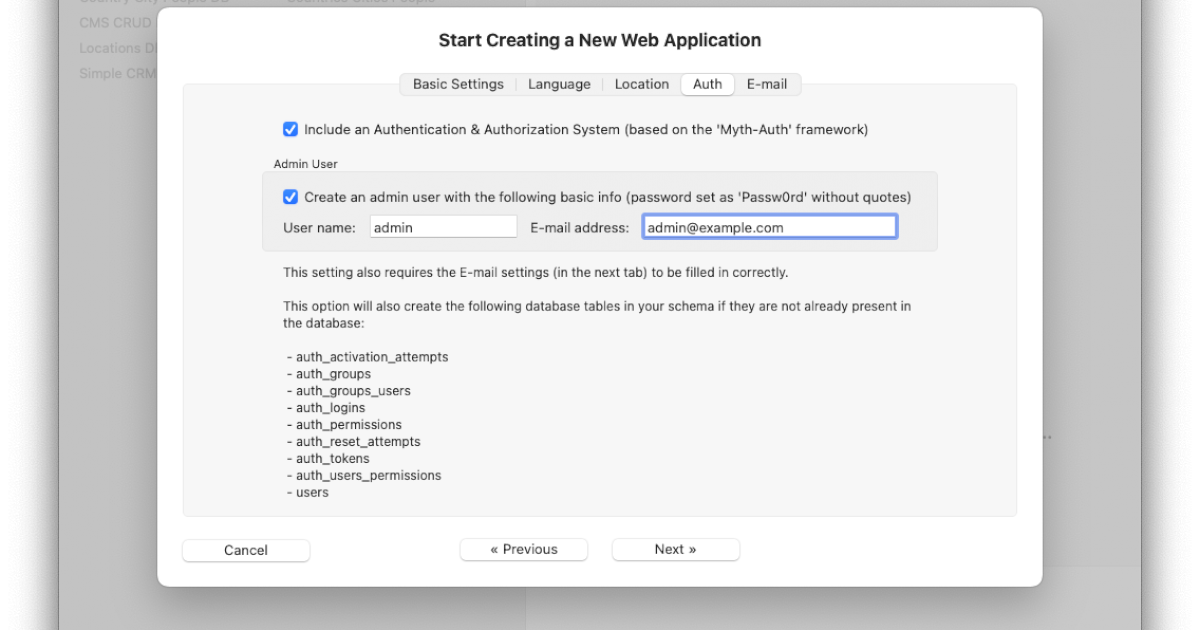 CMS CRUD
Locations
Simple CRM
Start Creating a New Web Application
Basic Settings Language Location Auth E-mail
Include an Authentication & Authorization System (based on the 'Myth-Auth' framework)
Admin User
Create an admin user with the following basic info (password set as 'Passw0rd' without quotes)
User name: admin E-mail address: admin@example.com
This setting also requires the E-mail settings (in the next tab) to be filled in correctly.
This option will also create the following database tables in your schema if they are not already present in
the database:
- auth_activation_attempts
- auth_groups
- auth_groups_users
- auth_logins
- auth_permissions
- auth_reset_attempts
- auth_tokens
- auth_users_permissions
- users
Cancel « Previous Next »